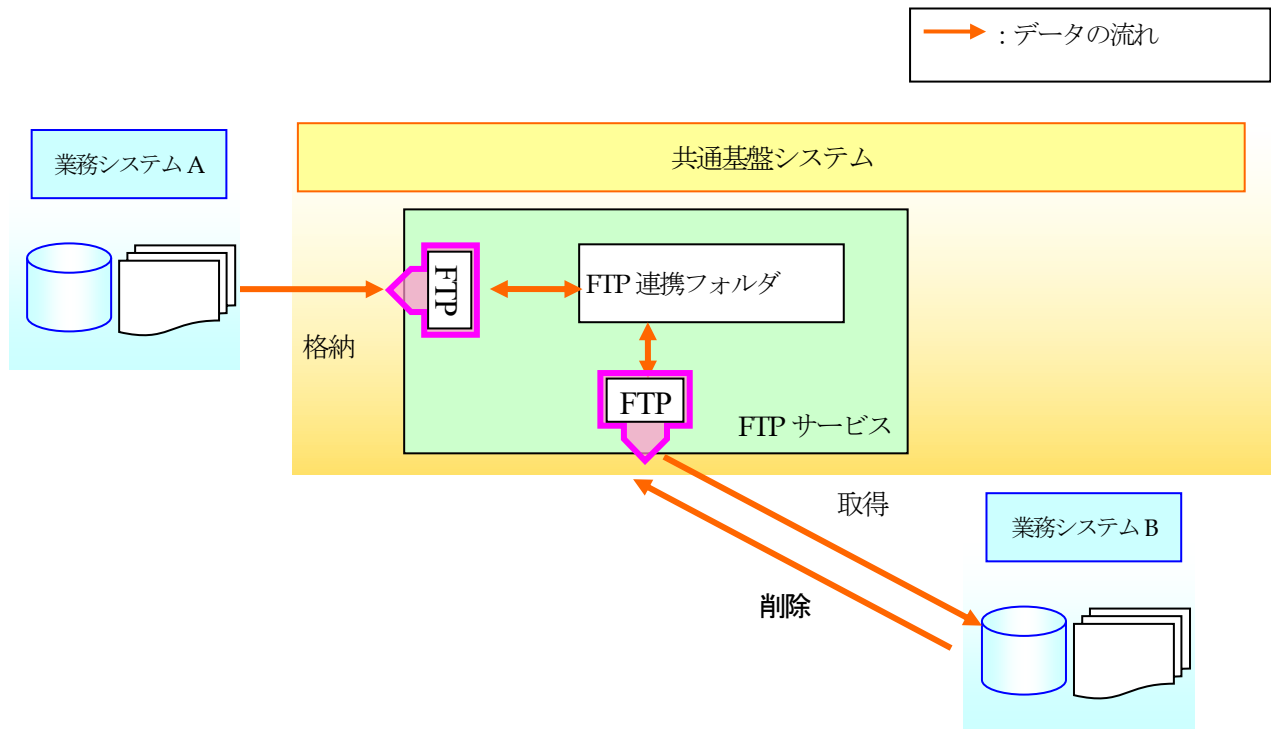 ：データの流れ
業務システム A
共通基盤システム
FTP
FTP 連携フォルダ
格納
FTP
FTP サービス
取得
業務システム B
削除